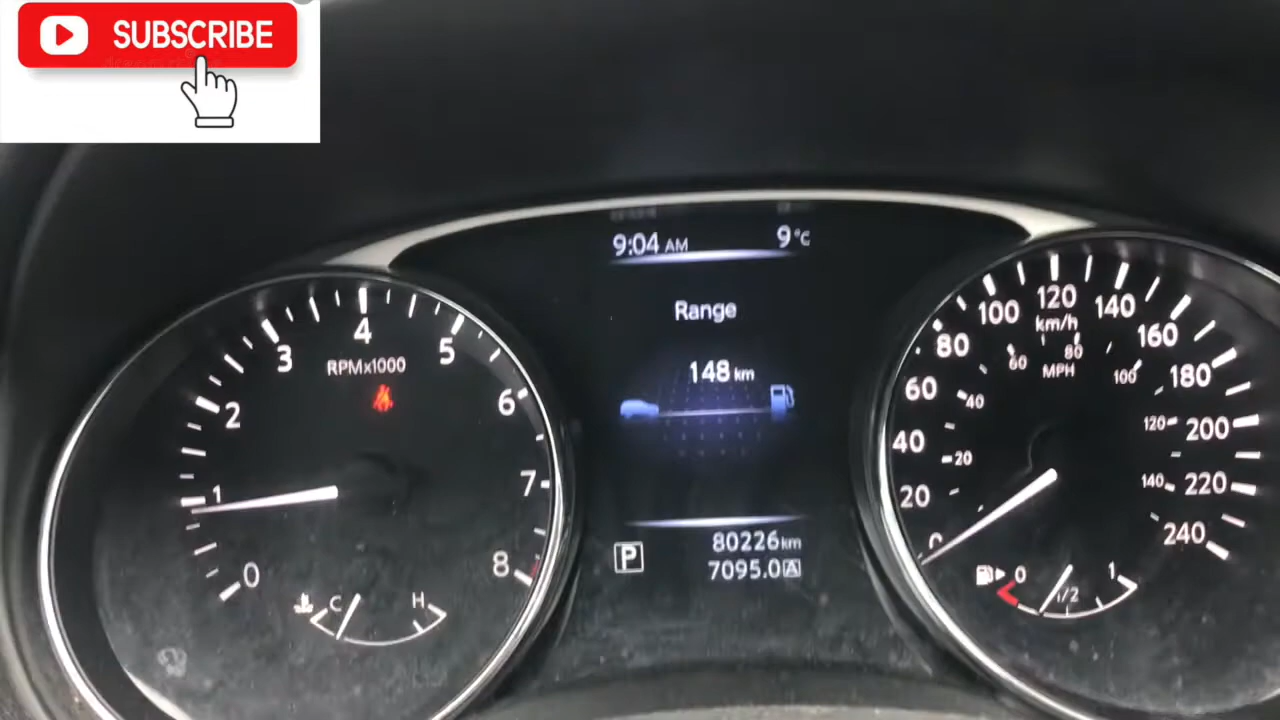 SUBSCRIBE
9:04 AM 9°C
Range
148 km
P 80226km
7095.0 A
0 1 2 3 4 5 6 7 8
RPMx1000
C H
0 20 40 60 80 100 120 140 160 180 200 220 240
km/h
20 40 60 80 100 120 140
MPH
0 1/2 1